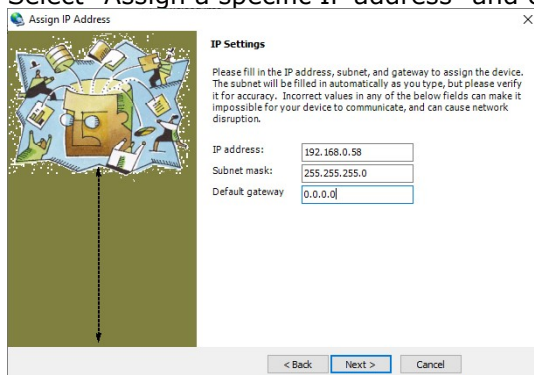 Select "Assign a specific IP address" and
Assign IP Address
IP Settings
Please fill in the IP address, subnet, and gateway to assign the device.
The subnet will be filled in automatically as you type, but please verify
it for accuracy. Incorrect values in any of the below fields can make it
impossible for your device to communicate, and can cause network
disruption.
IP address: 192.168.0.58
Subnet mask: 255.255.255.0
Default gateway 0.0.0.0
< Back Next > Cancel